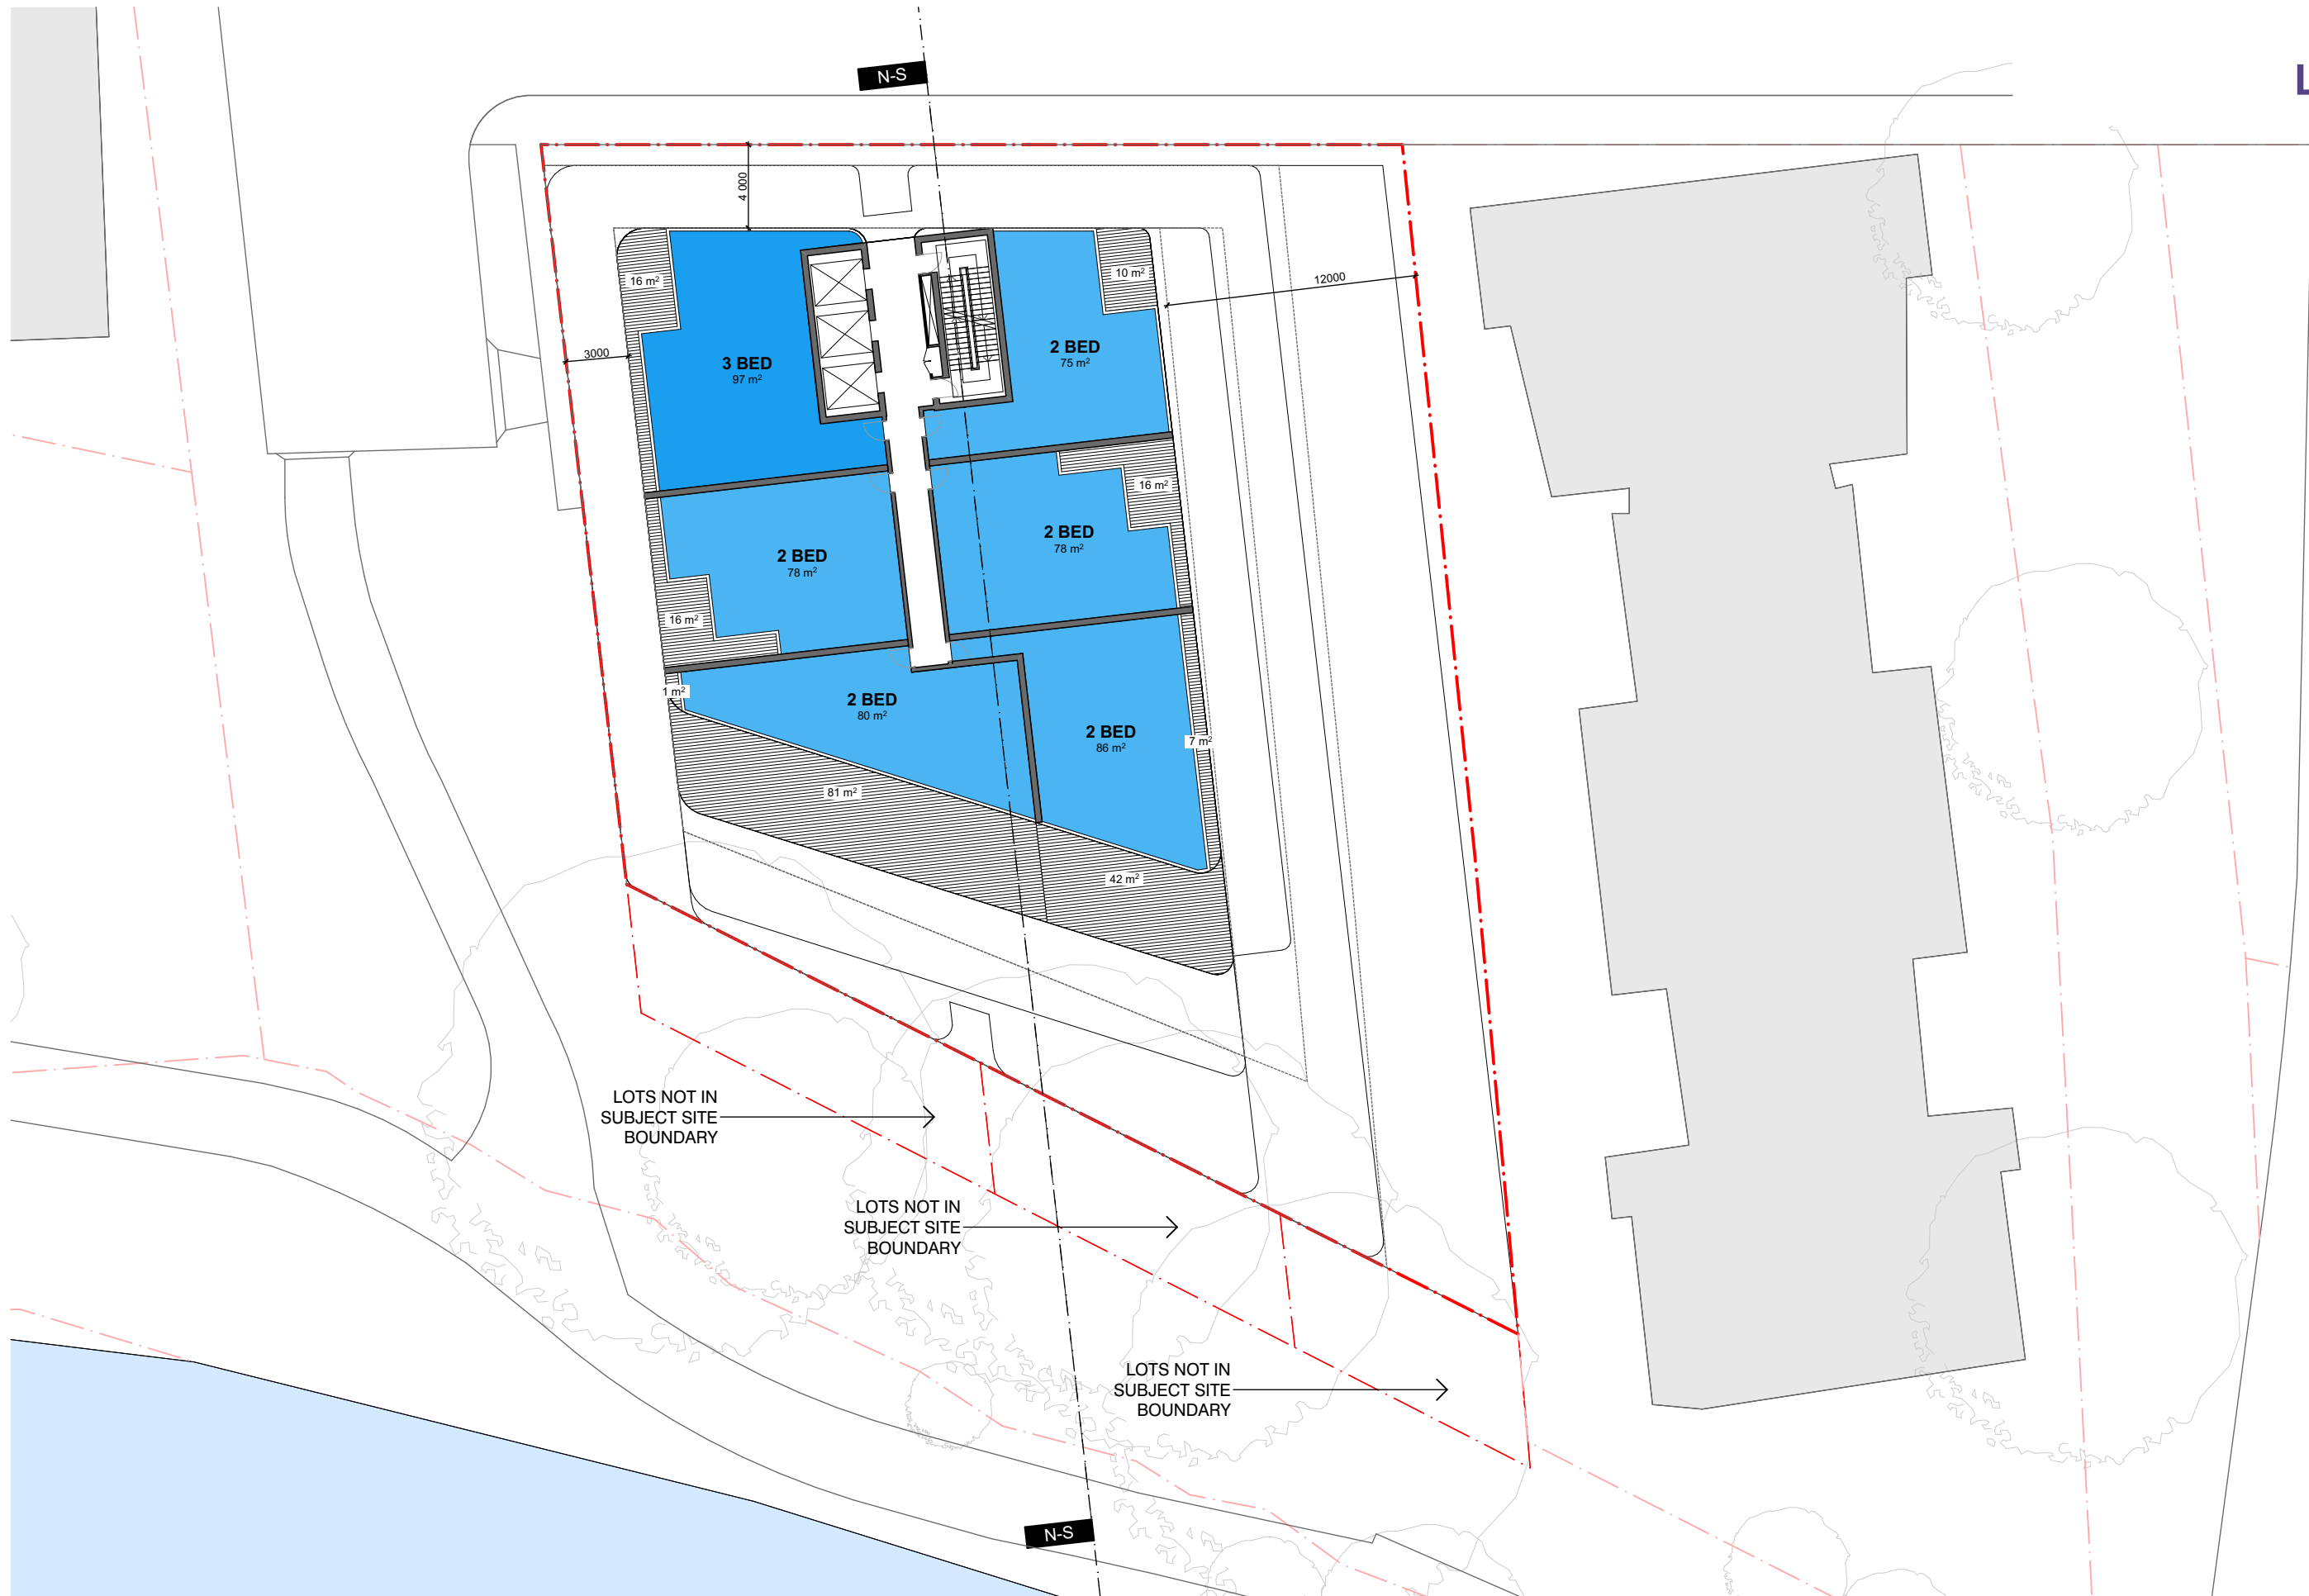 N-S
L
4 000
16 m²
10 m²
12000
3000
3 BED
97 m²
2 BED
75 m²
16 m²
2 BED
78 m²
2 BED
78 m²
16 m²
1 m²
2 BED
80 m²
2 BED
86 m²
7 m²
81 m²
42 m²
LOTS NOT IN
SUBJECT SITE
BOUNDARY
LOTS NOT IN
SUBJECT SITE
BOUNDARY
LOTS NOT IN
SUBJECT SITE
BOUNDARY
N-S